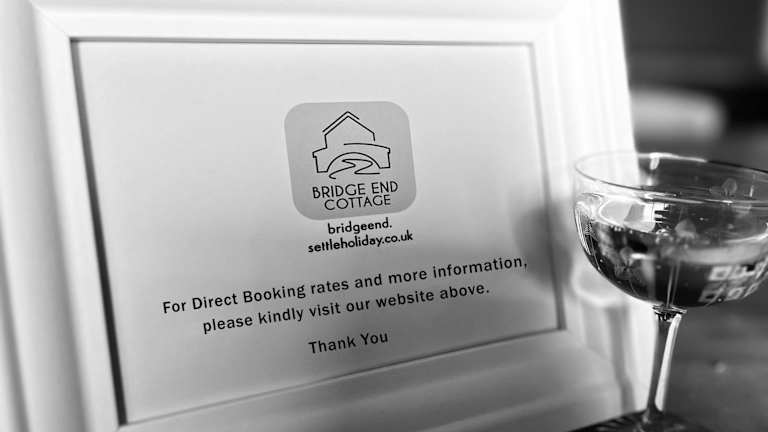 BRIDGE END
COTTAGE
bridgeend.
settleholiday.co.uk
For Direct Booking rates and more information,
please kindly visit our website above.
Thank You